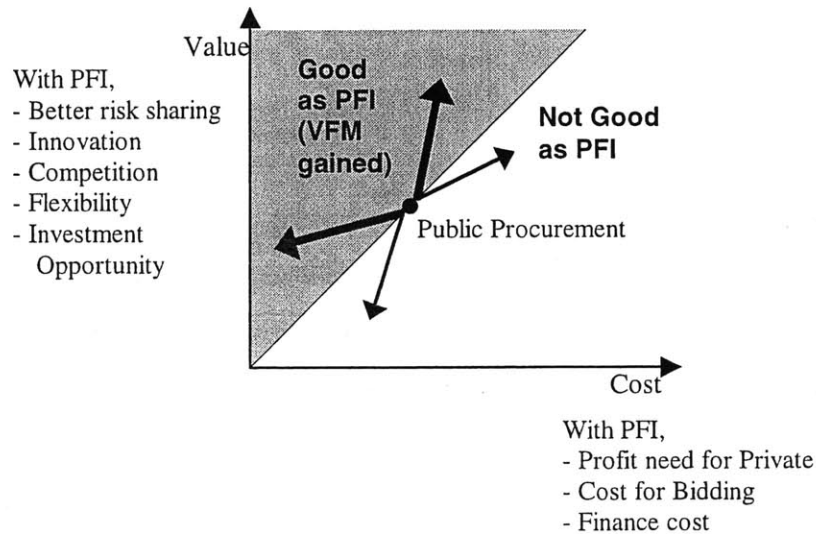 Value
With PFI,
- Better risk sharing
- Innovation
- Competition
- Flexibility
- Investment
Opportunity
Good
as PFI
(VFM
gained)
Not Good
as PFI
Public Procurement
Cost
With PFI,
- Profit need for Private
- Cost for Bidding
- Finance cost